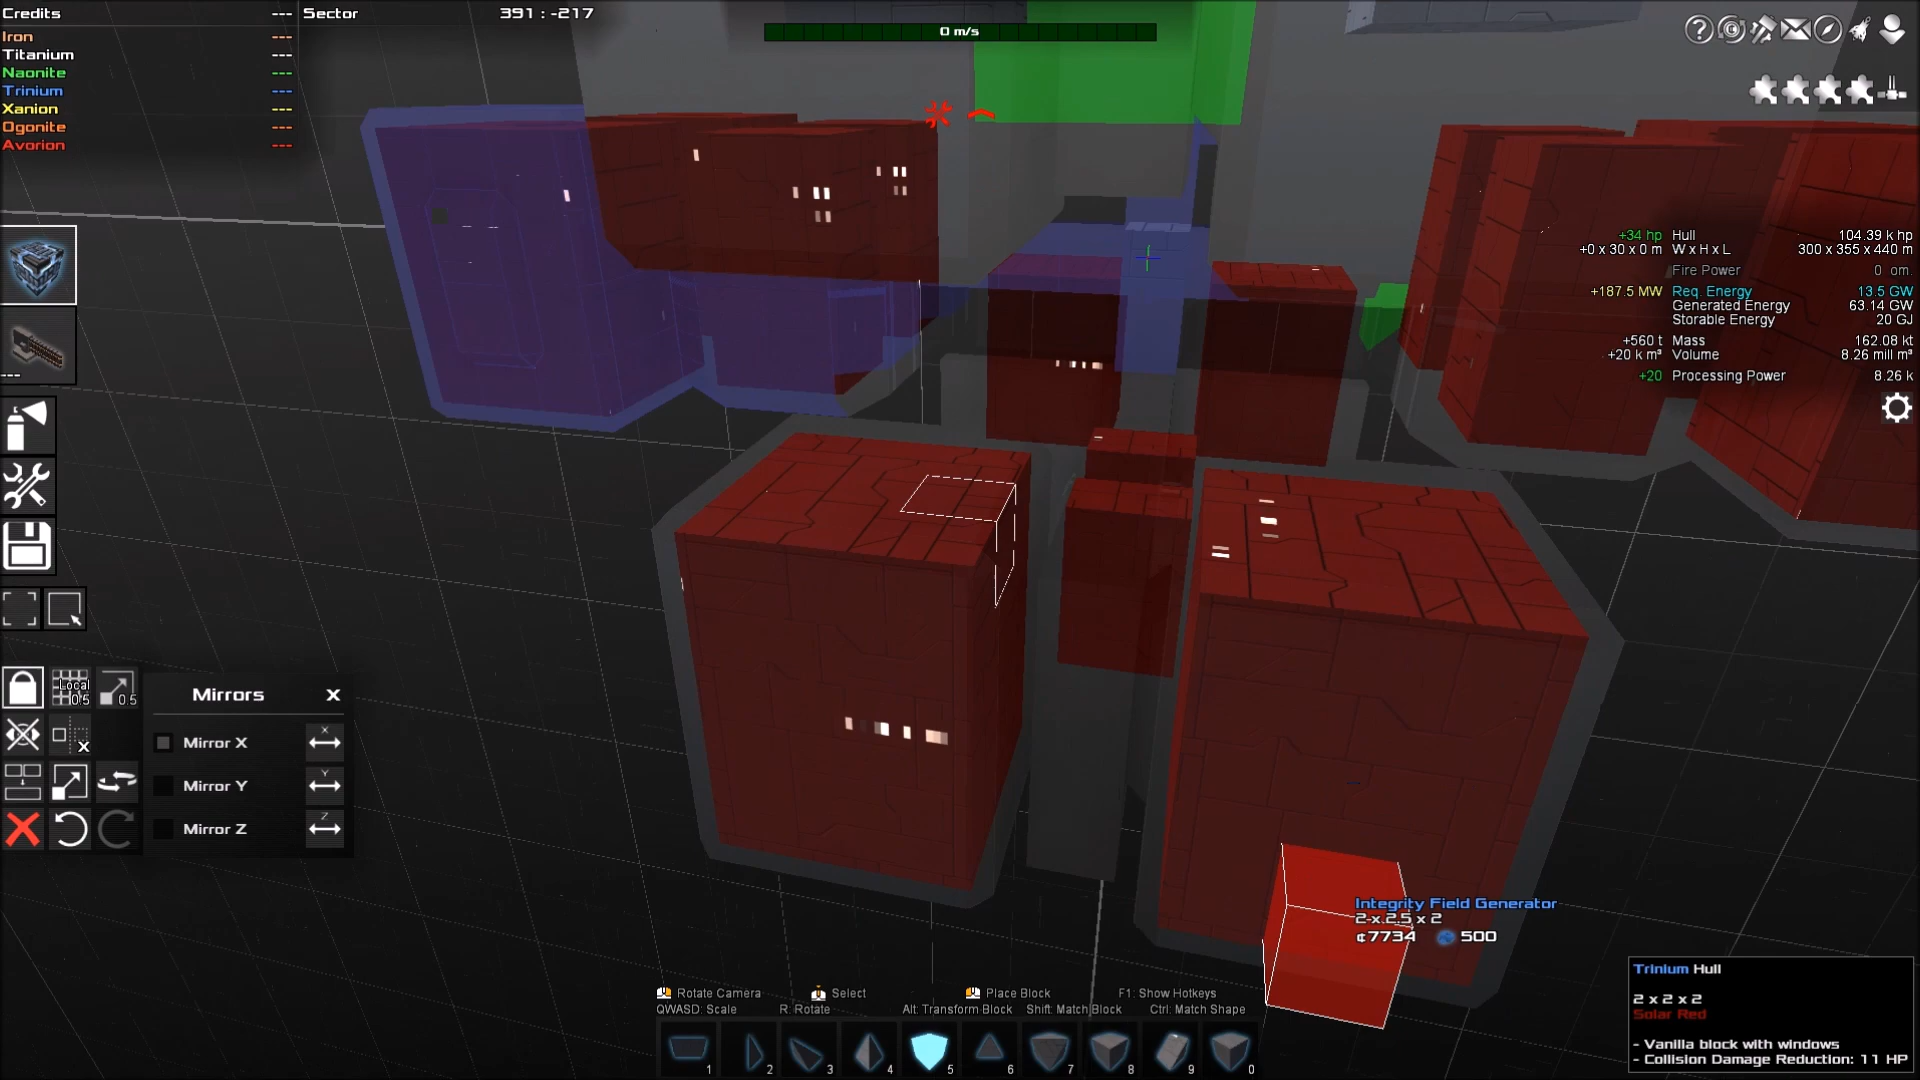 Credits --- Sector 391 : -217
Iron ---
Titanium ---
Naonite ---
Trinium ---
Xanion ---
Ogonite ---
Avorion ---
0 m/s
+34 hp Hull 104.39 k hp
+0 x 30 x 0 m W x H x L 300 x 355 x 440 m
Fire Power 0 om.
+187.5 MW Req. Energy 13.5 GW
Generated Energy 63.14 GW
Storable Energy 20 GJ
+560 t Mass 162.08 kt
+20 k m³ Volume 8.26 mill m³
+20 Processing Power 8.26 k
---
Local
0.5 0.5
X
Mirrors X
Mirror X X
Mirror Y Y
Mirror Z Z
Integrity Field Generator
2 x 2.5 x 2
¢7734 500
Trinium Hull
2 x 2 x 2
Solar Red
- Vanilla block with windows
- Collision Damage Reduction: 11 HP
Rotate Camera Select Place Block F1: Show Hotkeys
QWASD: Scale R: Rotate Alt: Transform Block Shift: Match Block Ctrl: Match Shape
1 2 3 4 5 6 7 8 9 0